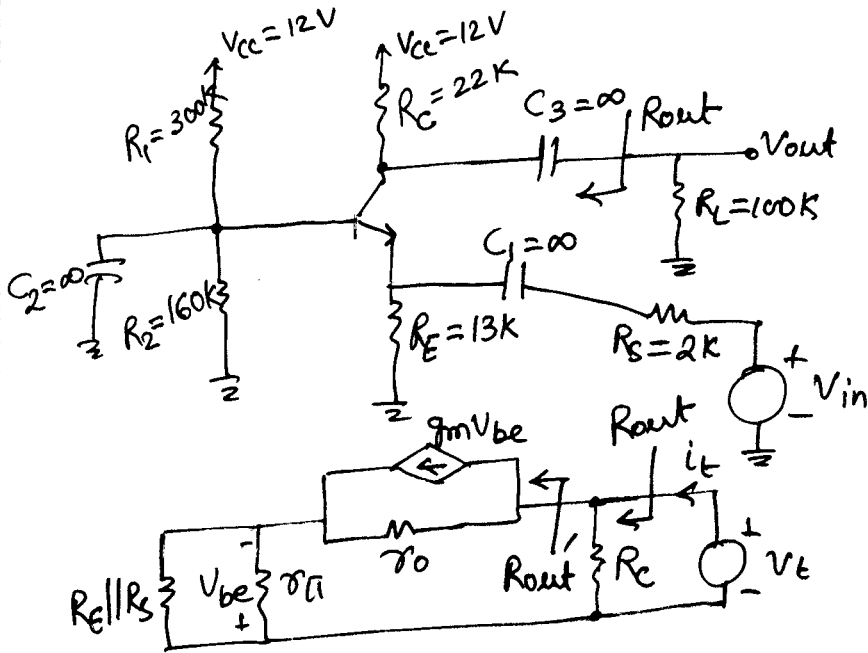 Vcc=12V
Vcc=12V
R1=300K
RC=22K
C3=∞
Rout
Vout
RL=100K
C2=∞
R2=160K
C1=∞
RE=13K
RS=2K
+
Vin
-
gmVbe
Rout
it
ro
Rout'
RC
+
Vt
-
RE||RS
-
Vbe
+
rπ